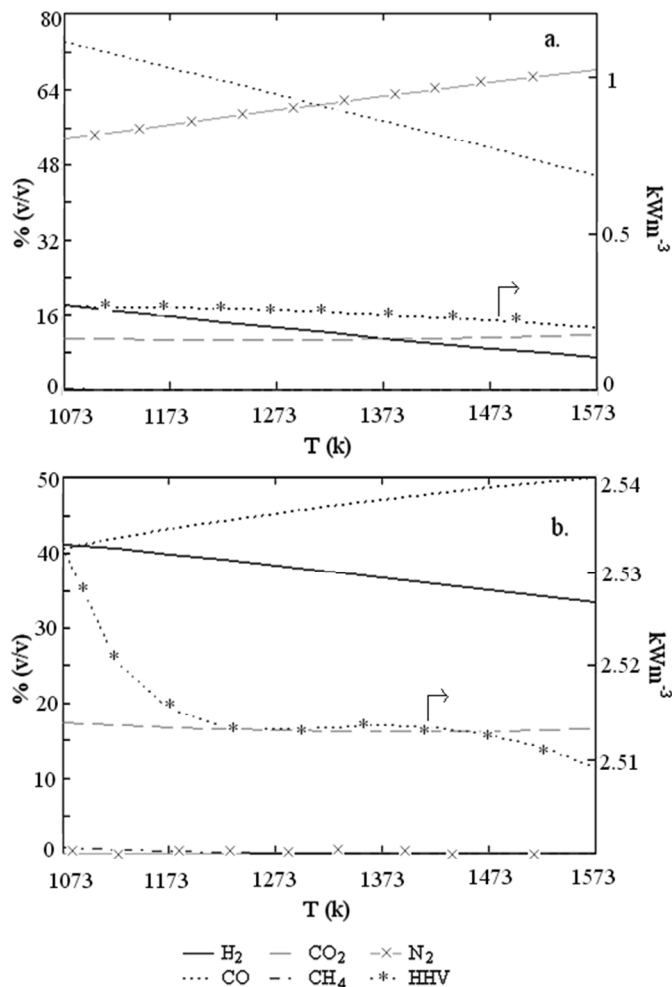 80
64
48
32
16
0
% (v/v)
a.
1
0.5
0
kWm-3
1073 1173 1273 1373 1473 1573
T (k)
50
40
30
20
10
0
% (v/v)
b.
2.54
2.53
2.52
2.51
kWm-3
1073 1173 1273 1373 1473 1573
T (k)
H2 CO2 N2
CO CH4 HHV